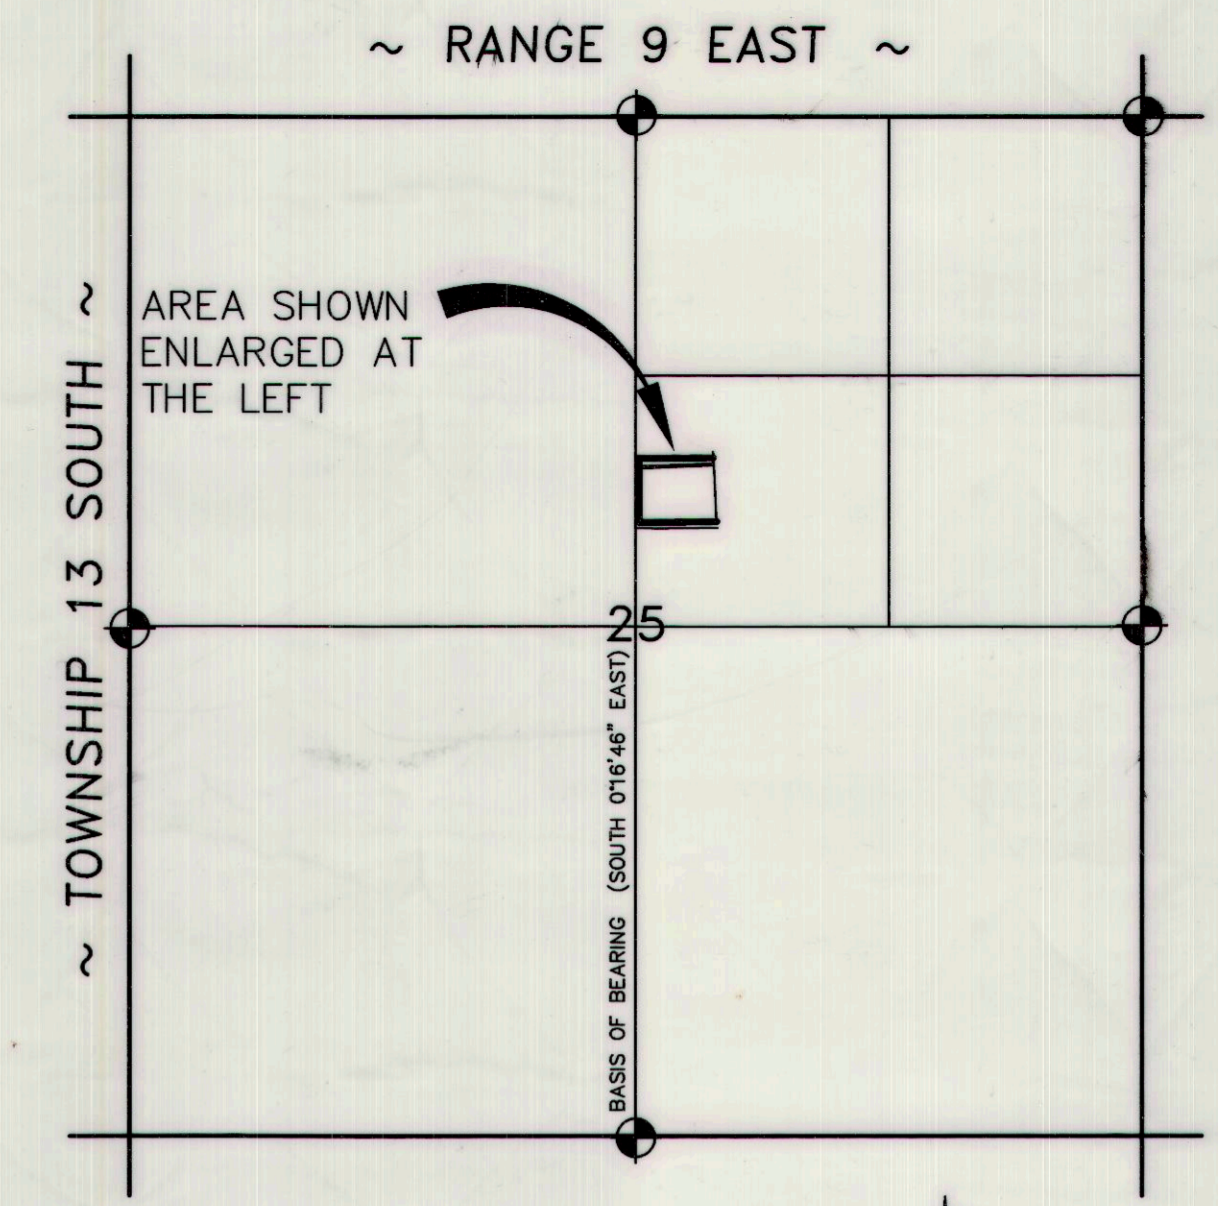 ~ RANGE 9 EAST ~
AREA SHOWN
ENLARGED AT
THE LEFT
~ TOWNSHIP 13 SOUTH ~
25
BASIS OF BEARING (SOUTH 0°16'46" EAST)